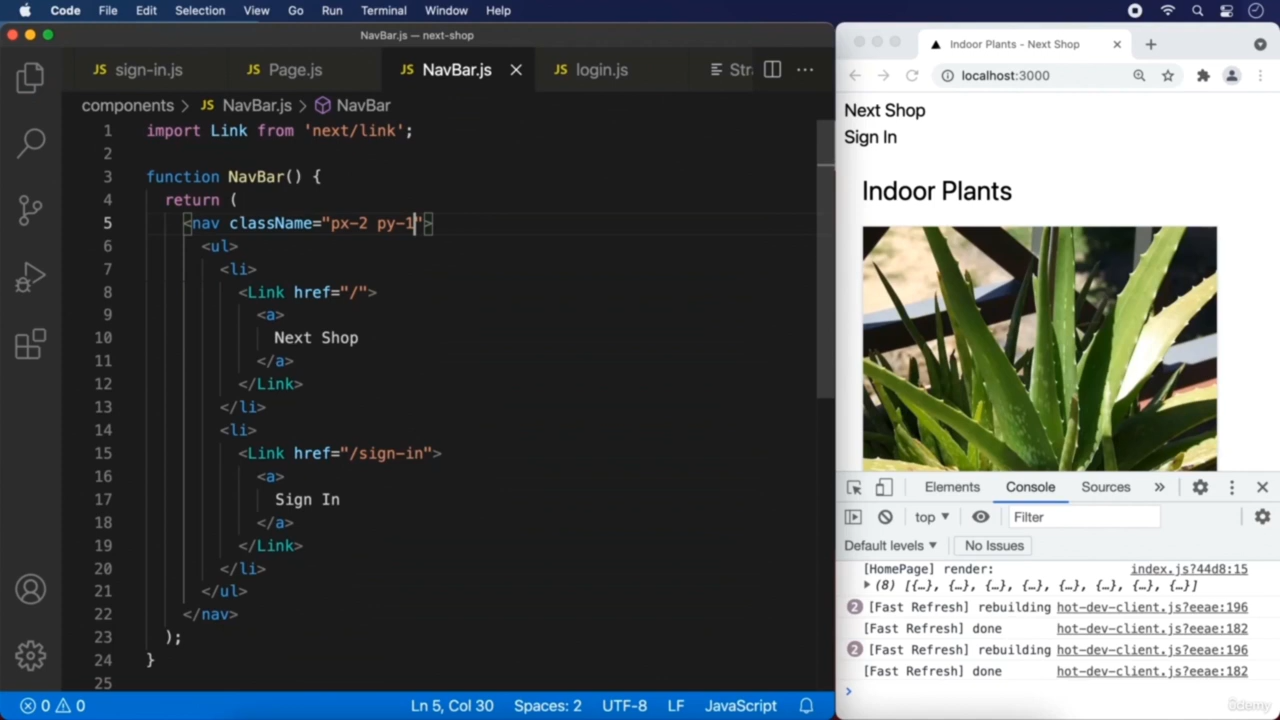 Code File Edit Selection View Go Run Terminal Window Help
NavBar.js — next-shop
JS sign-in.js JS Page.js JS NavBar.js JS login.js Str
components > JS NavBar.js > NavBar
1 import Link from 'next/link';
2
3 function NavBar() {
4 return (
5 <nav className="px-2 py-1">
6 <ul>
7 <li>
8 <Link href="/">
9 <a>
10 Next Shop
11 </a>
12 </Link>
13 </li>
14 <li>
15 <Link href="/sign-in">
16 <a>
17 Sign In
18 </a>
19 </Link>
20 </li>
21 </ul>
22 </nav>
23 );
24 }
25
0 0 Ln 5, Col 30 Spaces: 2 UTF-8 LF JavaScript
Indoor Plants - Next Shop
localhost:3000
Next Shop
Sign In
Indoor Plants
Elements Console Sources »
top Filter
Default levels No Issues
[HomePage] render: index.js?44d8:15
(8) [{…}, {…}, {…}, {…}, {…}, {…}, {…}, {…}]
2 [Fast Refresh] rebuilding hot-dev-client.js?eeae:196
[Fast Refresh] done hot-dev-client.js?eeae:182
2 [Fast Refresh] rebuilding hot-dev-client.js?eeae:196
[Fast Refresh] done hot-dev-client.js?eeae:182
>
ûdemy